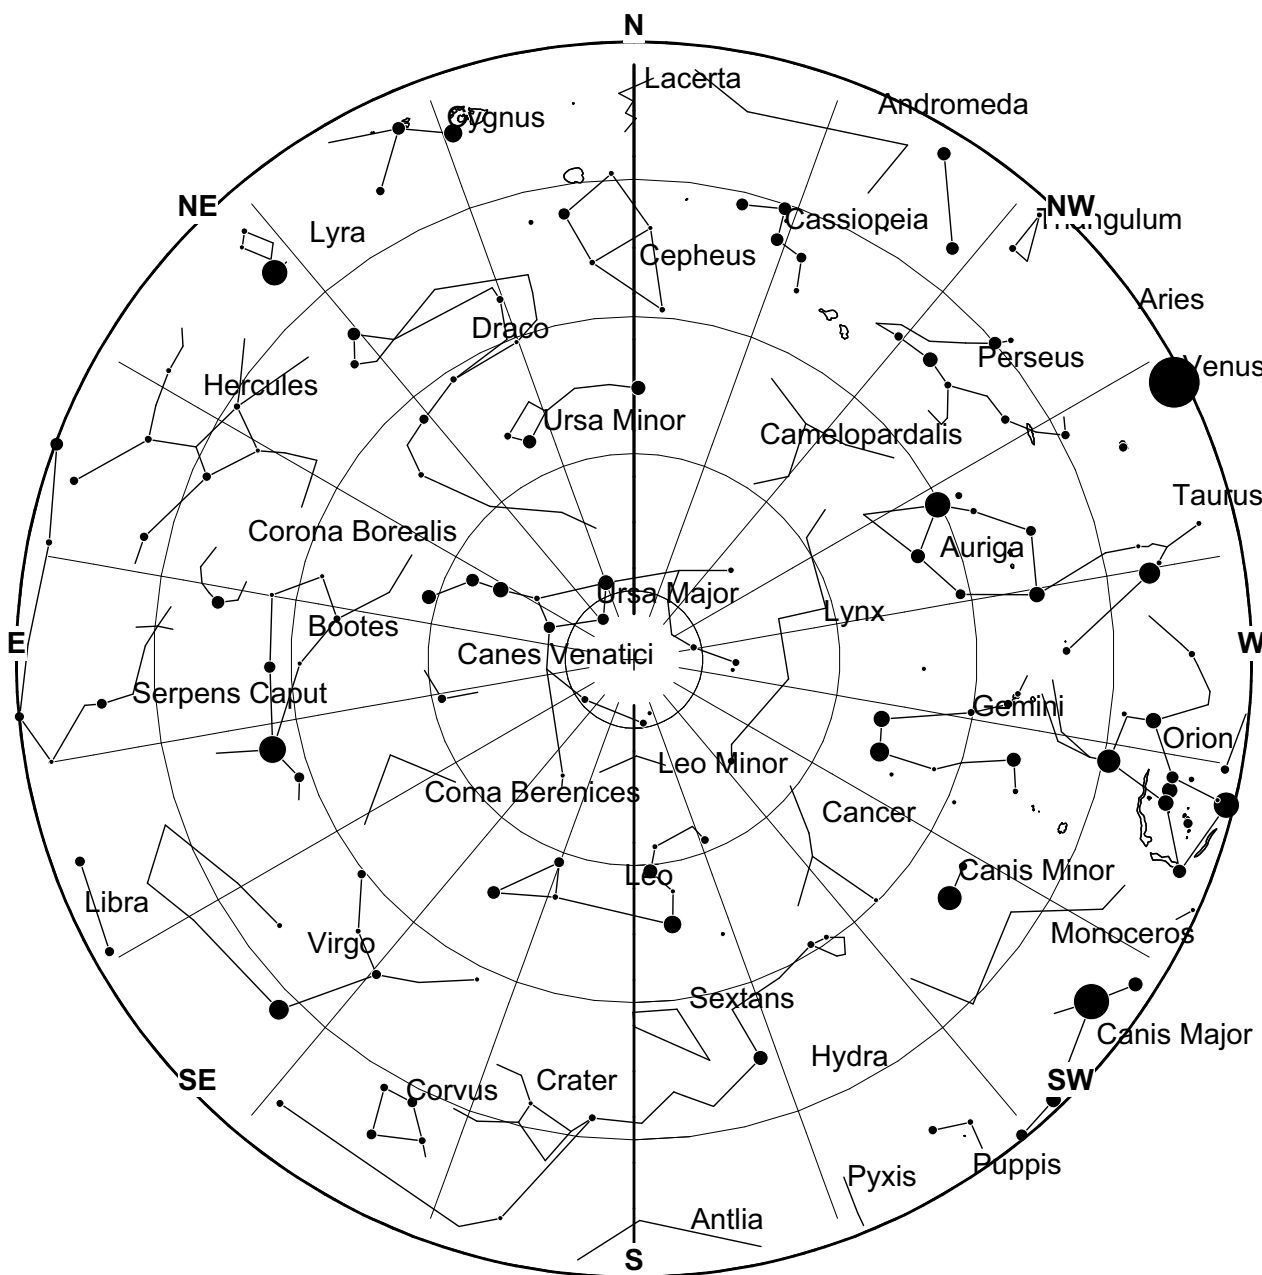 N
Lacerta
Andromeda
Cygnus
NE
NW
Triangulum
Lyra
Cassiopeia
Cepheus
Aries
Draco
Perseus
Venus
Hercules
Ursa Minor
Camelopardalis
Taurus
Corona Borealis
Auriga
Ursa Major
Lynx
Bootes
E
W
Canes Venatici
Serpens Caput
Gemini
Orion
Leo Minor
Coma Berenices
Cancer
Leo
Canis Minor
Libra
Virgo
Monoceros
Sextans
Canis Major
Hydra
SE
Corvus
Crater
SW
Puppis
Pyxis
Antlia
S